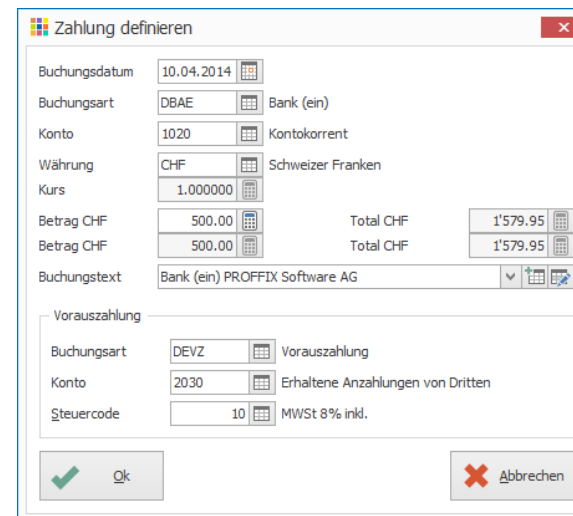 Zahlung definieren
Buchungsdatum 10.04.2014
Buchungsart DBAE Bank (ein)
Konto 1020 Kontokorrent
Währung CHF Schweizer Franken
Kurs 1.000000
Betrag CHF 500.00 Total CHF 1'579.95
Betrag CHF 500.00 Total CHF 1'579.95
Buchungstext Bank (ein) PROFFIX Software AG
Vorauszahlung
Buchungsart DEVZ Vorauszahlung
Konto 2030 Erhaltene Anzahlungen von Dritten
Steuercode 10 MWSt 8% inkl.
Ok Abbrechen